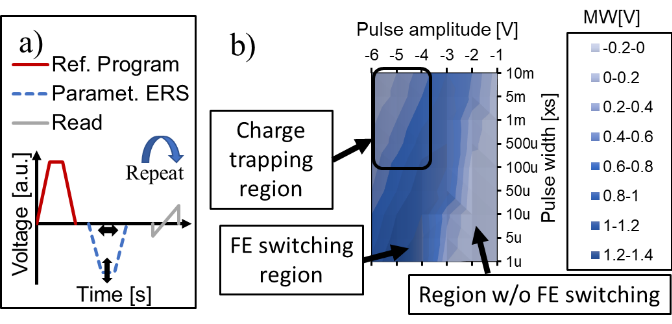 a)
Ref. Program
Paramet. ERS
Read
Repeat
Voltage [a.u.]
Time [s]
b)
Pulse amplitude [V]
-6 -5 -4 -3 -2 -1
10m
5m
1m
500u
100u
50u
10u
5u
1u
Pulse width [xs]
Charge
trapping
region
FE switching
region
Region w/o FE switching
MW[V]
-0.2-0
0-0.2
0.2-0.4
0.4-0.6
0.6-0.8
0.8-1
1-1.2
1.2-1.4